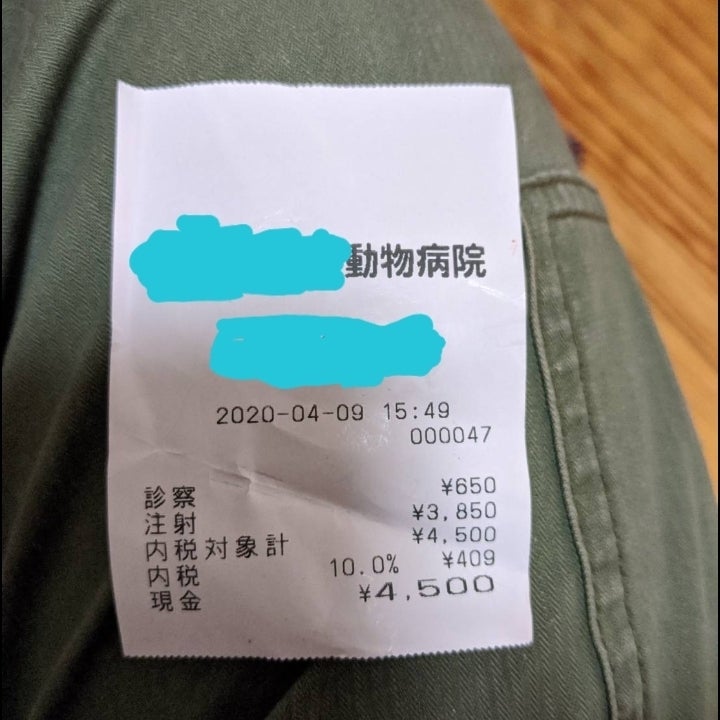 動物病院
2020-04-09 15:49
000047
診察 ¥650
注射 ¥3,850
内税対象計 ¥4,500
内税 10.0% ¥409
現金 ¥4,500